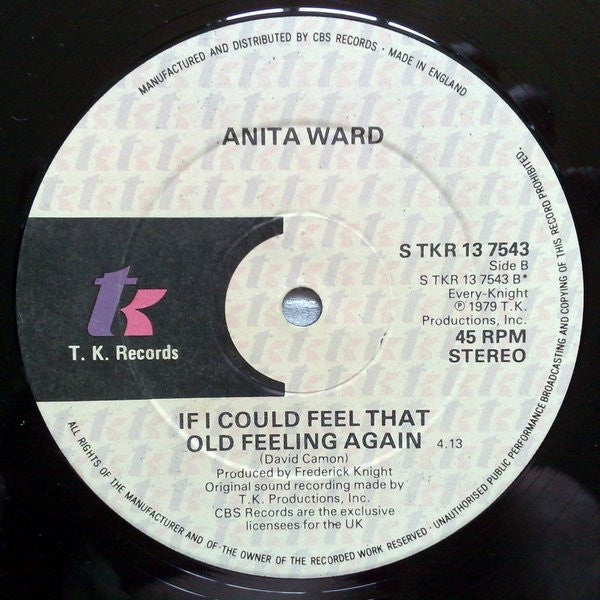 MANUFACTURED AND DISTRIBUTED BY CBS RECORDS · MADE IN ENGLAND
ANITA WARD
S TKR 13 7543
Side B
S TKR 13 7543 B*
Every-Knight
℗ 1979 T. K.
Productions, Inc.
45 RPM
STEREO
tk
T. K. Records
IF I COULD FEEL THAT
OLD FEELING AGAIN 4.13
(David Camon)
Produced by Frederick Knight
Original sound recording made by
T. K. Productions, Inc.
CBS Records are the exclusive
licensees for the UK
ALL RIGHTS OF THE MANUFACTURER AND OF THE OWNER OF THE RECORDED WORK RESERVED · UNAUTHORISED PUBLIC PERFORMANCE BROADCASTING AND COPYING OF THIS RECORD PROHIBITED.